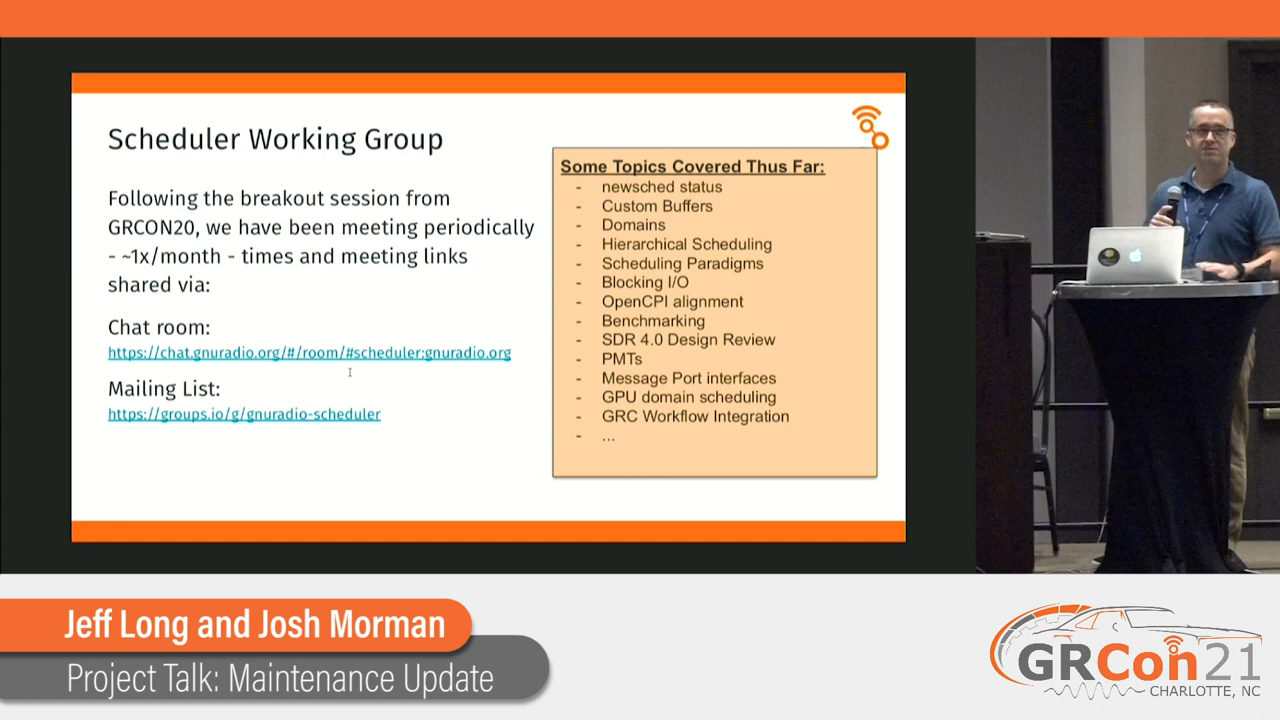 Scheduler Working Group
Following the breakout session from
GRCON20, we have been meeting periodically
- ~1x/month - times and meeting links
shared via:
Chat room:
https://chat.gnuradio.org/#/room/#scheduler:gnuradio.org
Mailing List:
https://groups.io/g/gnuradio-scheduler
Some Topics Covered Thus Far:
- newsched status
- Custom Buffers
- Domains
- Hierarchical Scheduling
- Scheduling Paradigms
- Blocking I/O
- OpenCPI alignment
- Benchmarking
- SDR 4.0 Design Review
- PMTs
- Message Port interfaces
- GPU domain scheduling
- GRC Workflow Integration
- ...
Jeff Long and Josh Morman
Project Talk: Maintenance Update
GRCon21
CHARLOTTE, NC